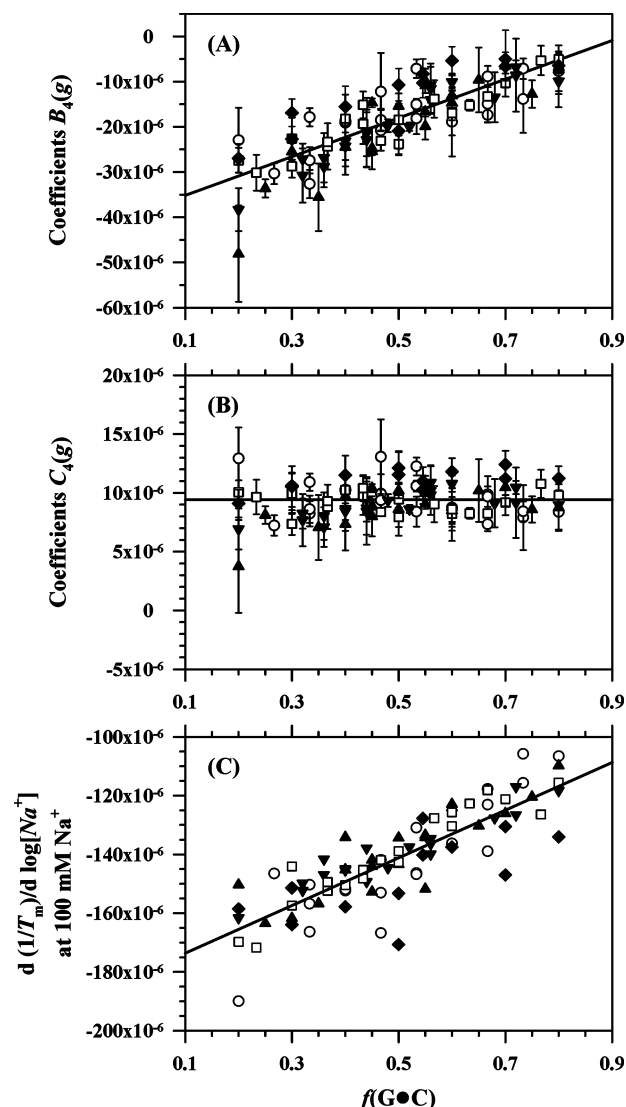 (A)
Coefficients B₄(g)
0
-10x10⁻⁶
-20x10⁻⁶
-30x10⁻⁶
-40x10⁻⁶
-50x10⁻⁶
-60x10⁻⁶
0.1 0.3 0.5 0.7 0.9
(B)
Coefficients C₄(g)
20x10⁻⁶
15x10⁻⁶
10x10⁻⁶
5x10⁻⁶
0
-5x10⁻⁶
0.1 0.3 0.5 0.7 0.9
(C)
d (1/Tₘ)/d log[Na⁺]
at 100 mM Na⁺
-100x10⁻⁶
-120x10⁻⁶
-140x10⁻⁶
-160x10⁻⁶
-180x10⁻⁶
-200x10⁻⁶
0.1 0.3 0.5 0.7 0.9
f(G●C)